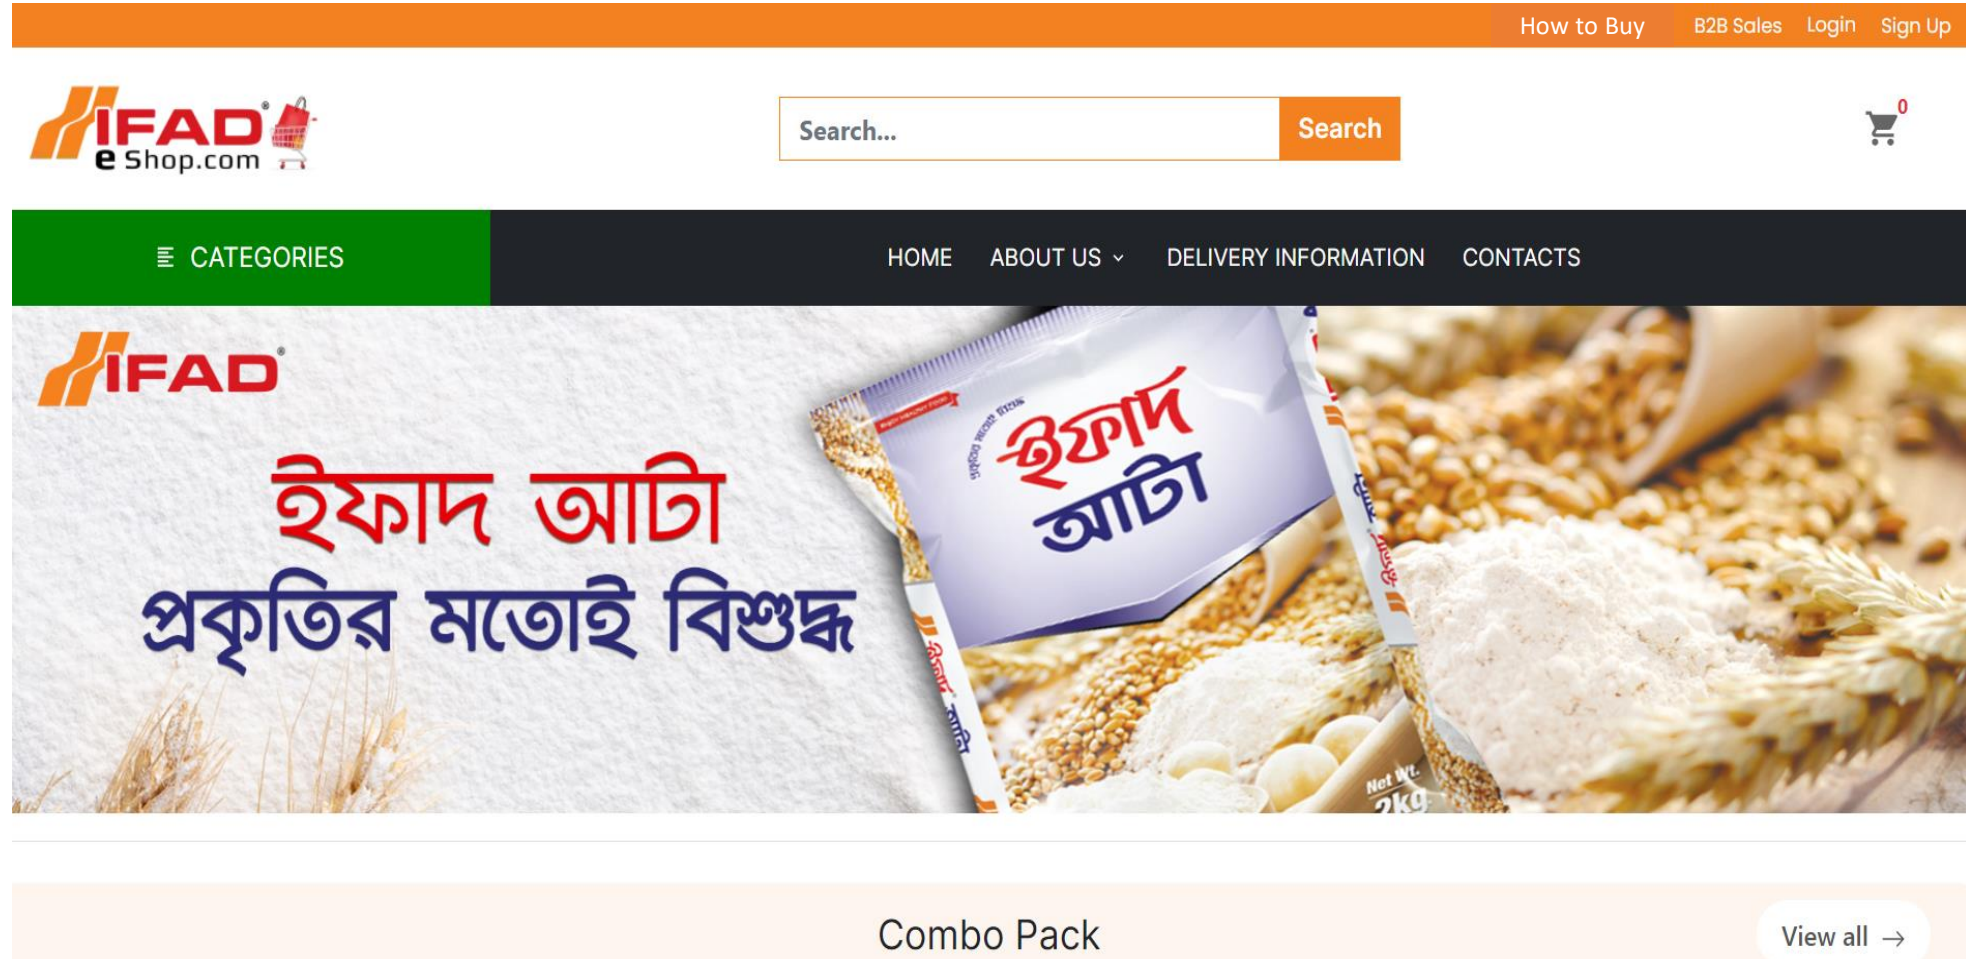 How to Buy B2B Sales Login Sign Up
IFAD®
e Shop.com
Search...
Search
0
CATEGORIES
HOME
ABOUT US
DELIVERY INFORMATION
CONTACTS
IFAD®
ইফাদ আটা
প্রকৃতির মতোই বিশুদ্ধ
ইফাদ
আটা
Net Wt.
2kg
Combo Pack
View all →